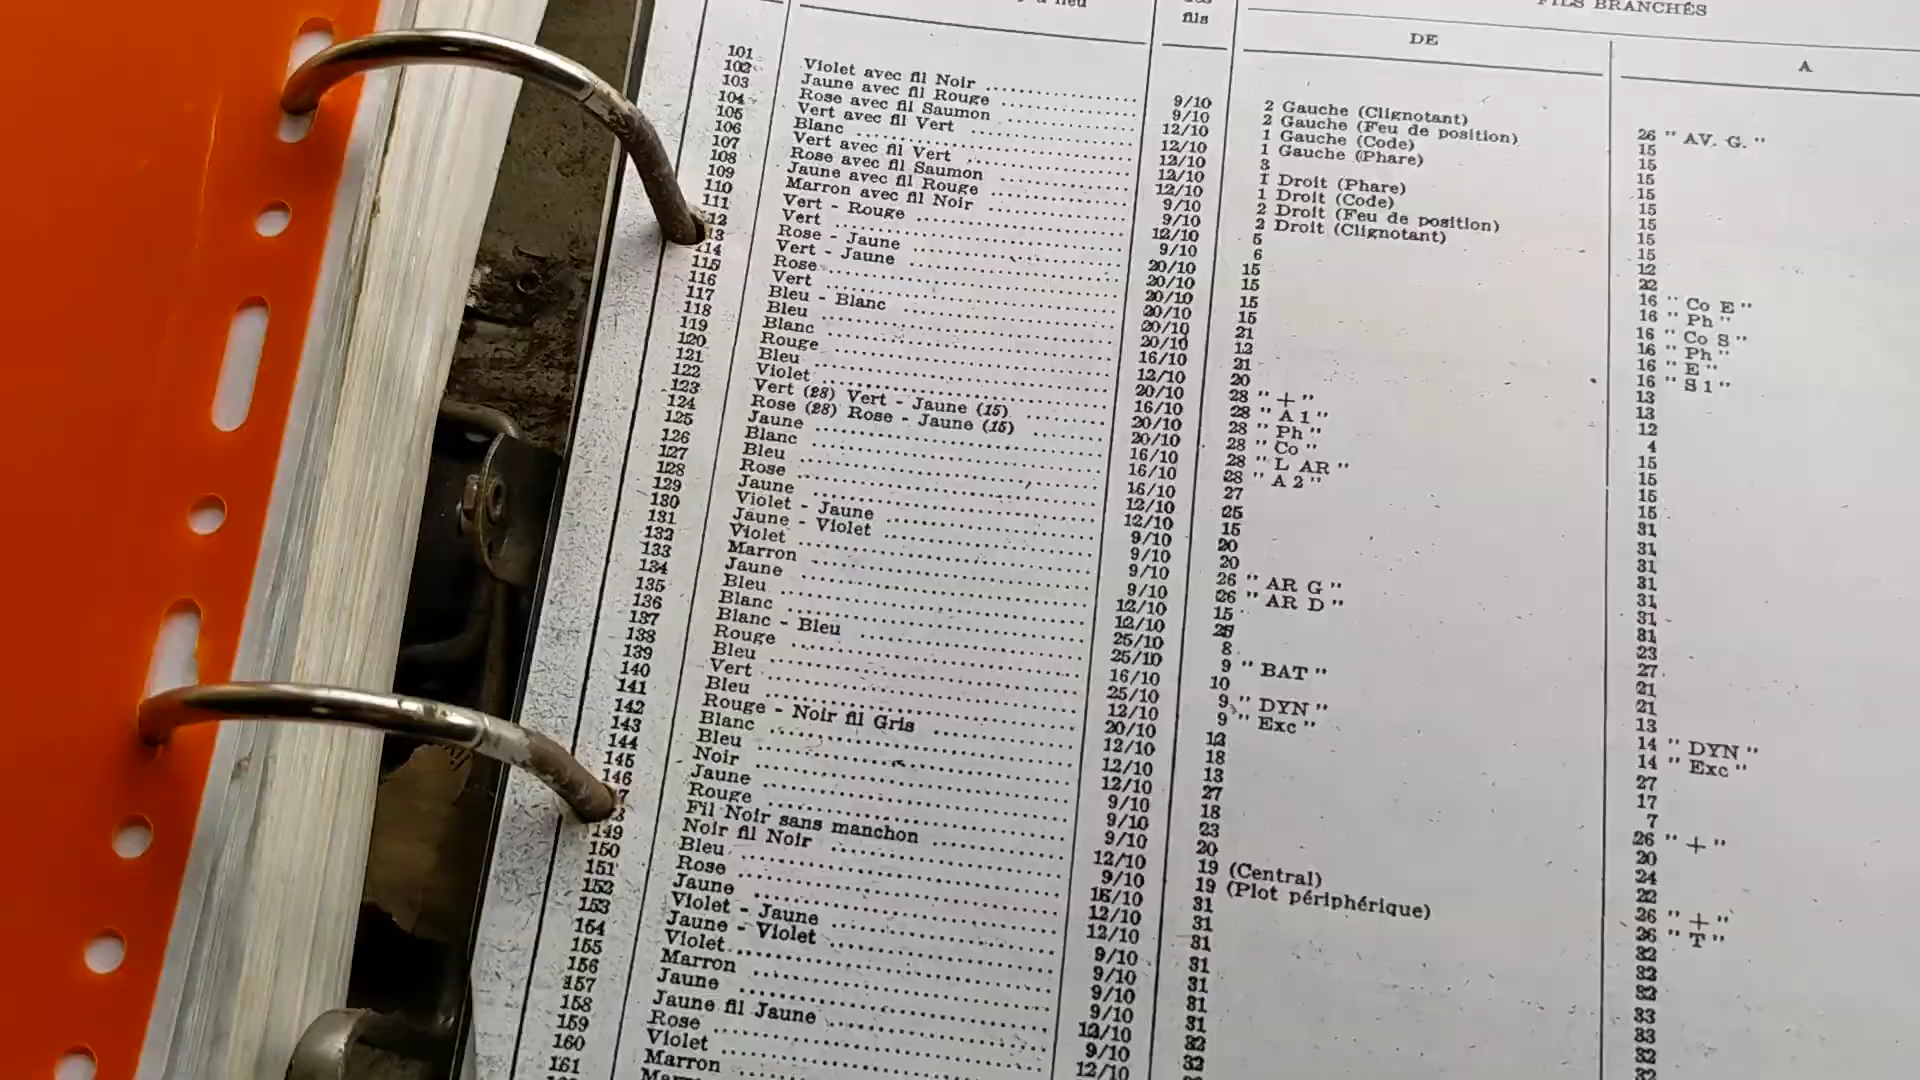 fils
FILS BRANCHÉS
DE
A
101
102
103
104
105
106
107
108
109
110
111
12
13
114
115
116
117
118
119
120
121
122
123
124
125
126
127
128
129
130
131
132
133
134
135
136
137
138
139
140
141
142
143
144
145
146
149
150
151
152
153
154
155
156
157
158
159
160
161
Violet avec fil Noir
Jaune avec fil Rouge
Rose avec fil Saumon
Vert avec fil Vert
Blanc
Vert avec fil Vert
Rose avec fil Saumon
Jaune avec fil Rouge
Marron avec fil Noir
Vert - Rouge
Vert
Rose - Jaune
Vert - Jaune
Rose
Vert
Bleu - Blanc
Bleu
Blanc
Rouge
Bleu
Violet
Vert (28) Vert - Jaune (15)
Rose (28) Rose - Jaune (15)
Jaune
Blanc
Bleu
Rose
Jaune
Violet - Jaune
Jaune - Violet
Violet
Marron
Jaune
Bleu
Blanc
Blanc - Bleu
Rouge
Bleu
Vert
Bleu
Rouge - Noir fil Gris
Blanc
Bleu
Noir
Jaune
Rouge
Fil Noir sans manchon
Noir fil Noir
Bleu
Rose
Jaune
Violet - Jaune
Jaune - Violet
Violet
Marron
Jaune
Jaune fil Jaune
Rose
Violet
Marron
9/10
9/10
12/10
12/10
12/10
12/10
9/10
9/10
12/10
9/10
20/10
20/10
20/10
20/10
20/10
16/10
12/10
20/10
16/10
20/10
20/10
16/10
16/10
16/10
12/10
12/10
9/10
9/10
9/10
9/10
12/10
12/10
25/10
25/10
16/10
25/10
12/10
20/10
12/10
12/10
12/10
9/10
9/10
9/10
12/10
9/10
16/10
12/10
12/10
9/10
9/10
9/10
9/10
12/10
9/10
12/10
2 Gauche (Clignotant)
2 Gauche (Feu de position)
1 Gauche (Code)
1 Gauche (Phare)
3
1 Droit (Phare)
1 Droit (Code)
2 Droit (Feu de position)
2 Droit (Clignotant)
5
6
15
15
15
15
21
12
21
20
28 " + "
28 " A 1 "
28 " Ph "
28 " Co "
28 " L AR "
28 " A 2 "
27
25
15
20
20
26 " AR G "
26 " AR D "
15
25
8
9 " BAT "
10
9 " DYN "
9 " Exc "
12
18
13
27
18
23
20
19 (Central)
19 (Plot périphérique)
31
31
31
31
31
31
31
32
32
26 " AV. G. "
15
15
15
15
15
15
15
15
12
22
16 " Co E "
16 " Ph "
16 " Co S "
16 " Ph "
16 " E "
16 " S 1 "
13
13
12
4
15
15
15
15
31
31
31
31
31
31
31
23
27
21
21
13
14 " DYN "
14 " Exc "
27
17
7
26 " + "
20
24
22
26 " + "
26 " T "
32
32
32
33
33
32
32